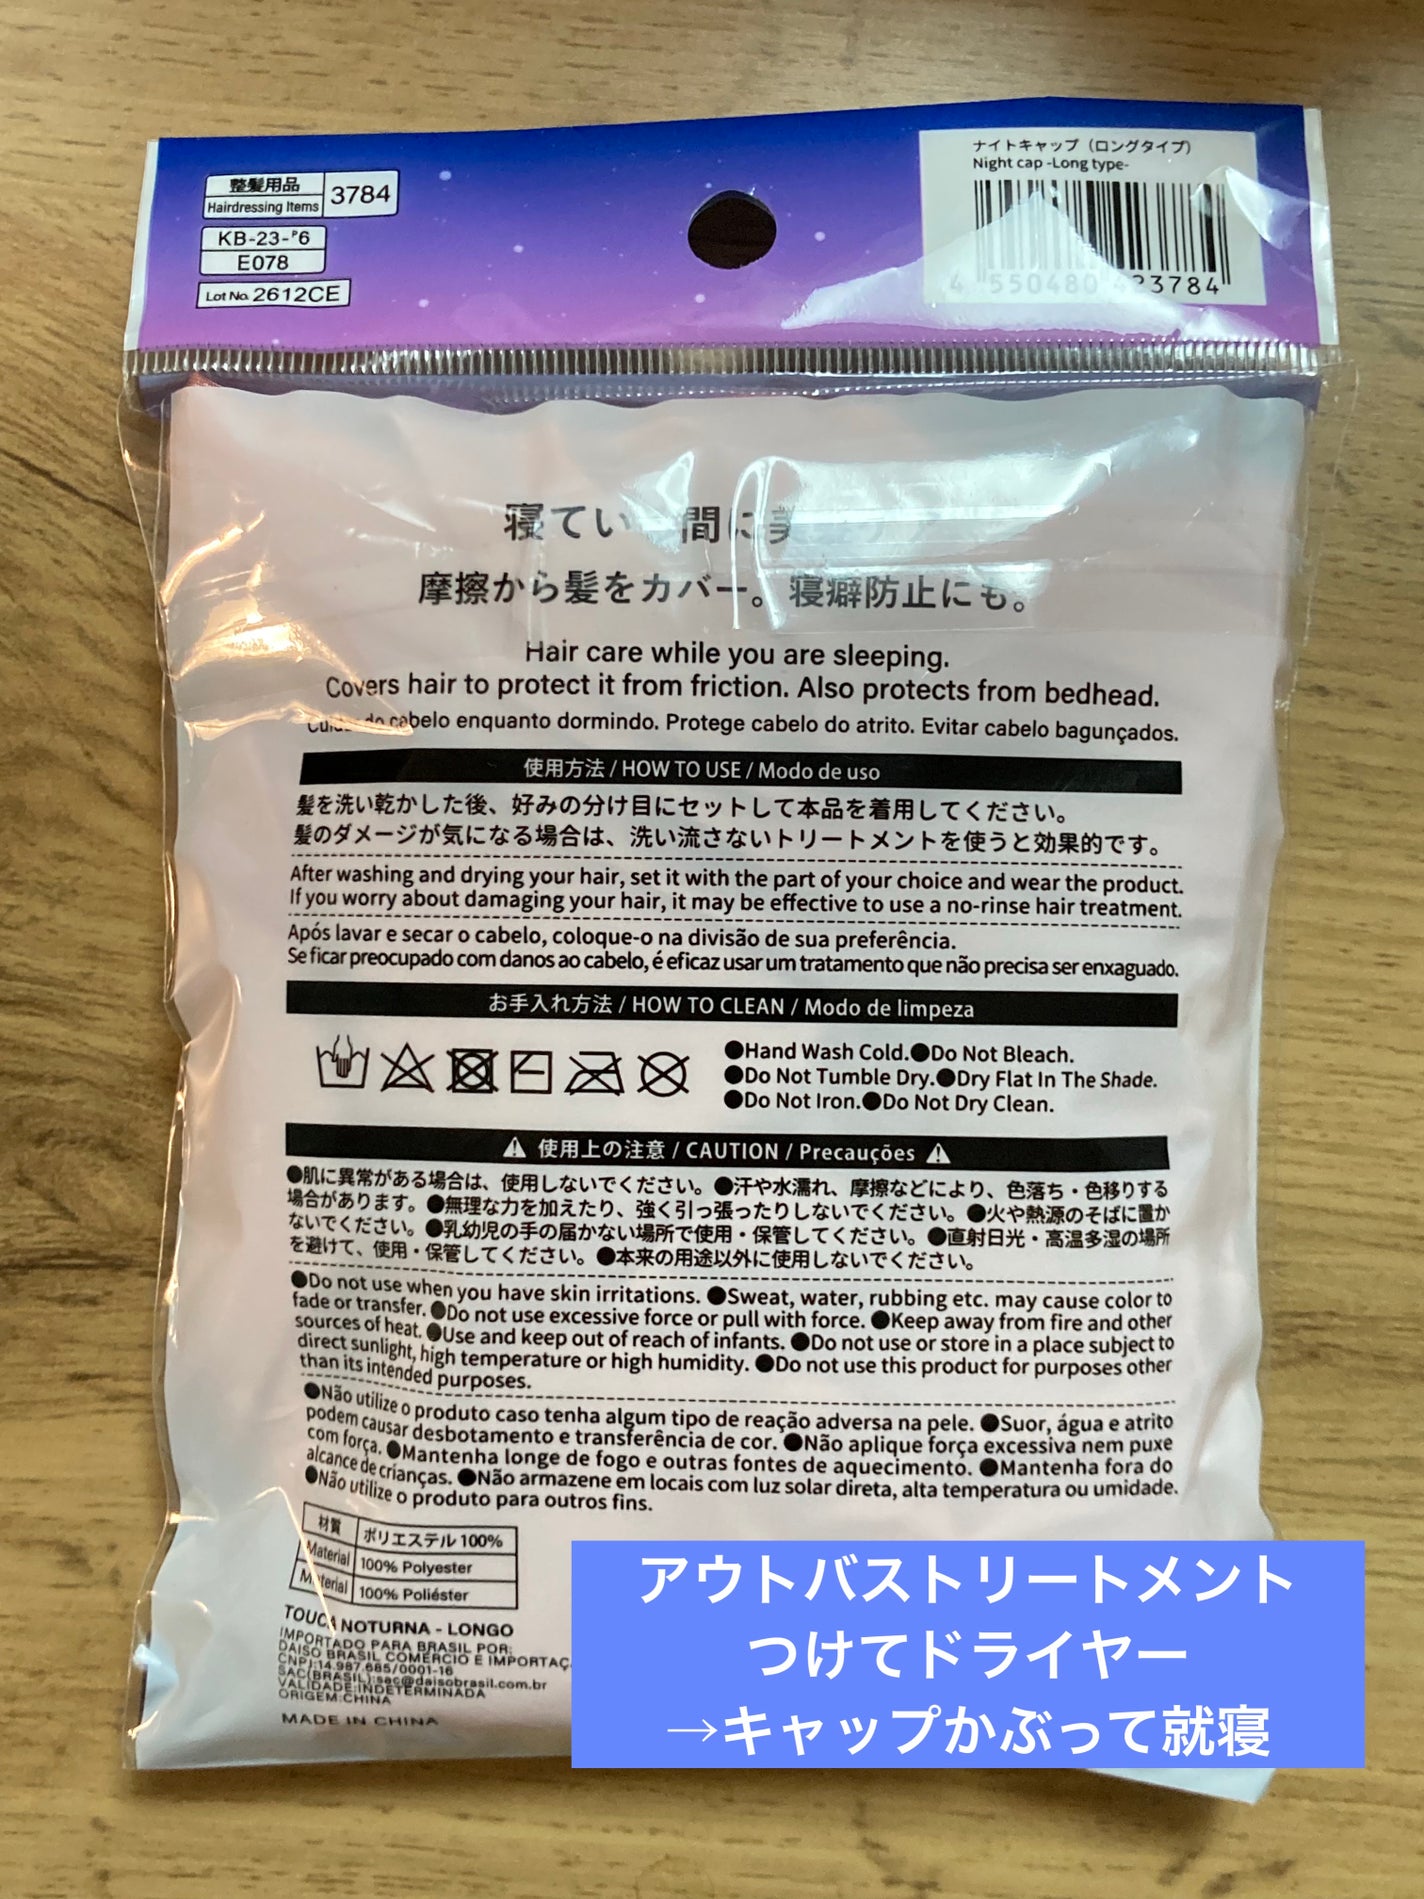 整髪用品
Hairdressing Items
3784
KB-23-P6
E078
Lot No. 2612CE
ナイトキャップ（ロングタイプ）
Night cap -Long type-
4 550480 423784
寝てい 間に美
摩擦から髪をカバー。寝癖防止にも。
Hair care while you are sleeping.
Covers hair to protect it from friction. Also protects from bedhead.
cabelo enquanto dormindo. Protege cabelo do atrito. Evitar cabelo bagunçados.
使用方法 / HOW TO USE / Modo de uso
髪を洗い乾かした後、好みの分け目にセットして本品を着用してください。
髪のダメージが気になる場合は、洗い流さないトリートメントを使うと効果的です。
After washing and drying your hair, set it with the part of your choice and wear the product.
If you worry about damaging your hair, it may be effective to use a no-rinse hair treatment.
Após lavar e secar o cabelo, coloque-o na divisão de sua preferência.
Se ficar preocupado com danos ao cabelo, é eficaz usar um tratamento que não precisa ser enxaguado.
お手入れ方法 / HOW TO CLEAN / Modo de limpeza
●Hand Wash Cold.●Do Not Bleach.
●Do Not Tumble Dry.●Dry Flat In The Shade.
●Do Not Iron.●Do Not Dry Clean.
⚠ 使用上の注意 / CAUTION / Precauções ⚠
●肌に異常がある場合は、使用しないでください。●汗や水濡れ、摩擦などにより、色落ち・色移りする
場合があります。●無理な力を加えたり、強く引っ張ったりしないでください。●火や熱源のそばに置か
ないでください。●乳幼児の手の届かない場所で使用・保管してください。●直射日光・高温多湿の場所
を避けて、使用・保管してください。●本来の用途以外に使用しないでください。
●Do not use when you have skin irritations. ●Sweat, water, rubbing etc. may cause color to
fade or transfer. ●Do not use excessive force or pull with force. ●Keep away from fire and other
sources of heat. ●Use and keep out of reach of infants. ●Do not use or store in a place subject to
direct sunlight, high temperature or high humidity. ●Do not use this product for purposes other
than its intended purposes.
●Não utilize o produto caso tenha algum tipo de reação adversa na pele. ●Suor, água e atrito
podem causar desbotamento e transferência de cor. ●Não aplique força excessiva nem puxe
com força. ●Mantenha longe de fogo e outras fontes de aquecimento. ●Mantenha fora do
alcance de crianças. ●Não armazene em locais com luz solar direta, alta temperatura ou umidade.
●Não utilize o produto para outros fins.
材質 ポリエステル 100%
Material 100% Polyester
Material 100% Poliéster
TOUCA NOTURNA - LONGO
IMPORTADO PARA BRASIL POR:
DAISO BRASIL COMÉRCIO E IMPORTAÇ
CNPJ:14.987.685/0001-16
SAC(BRASIL):sac@daisobrasil.com.br
VALIDADE:INDETERMINADA
ORIGEM:CHINA
MADE IN CHINA
アウトバストリートメント
つけてドライヤー
→キャップかぶって就寝